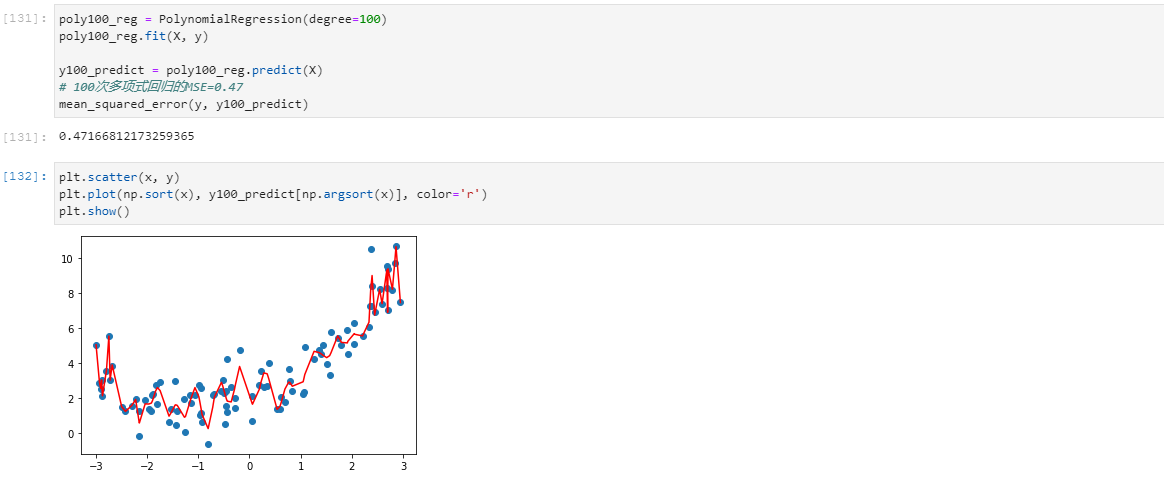 [131]: poly100_reg = PolynomialRegression(degree=100)
poly100_reg.fit(X, y)
y100_predict = poly100_reg.predict(X)
# 100次多项式回归的MSE=0.47
mean_squared_error(y, y100_predict)
[131]: 0.47166812173259365
[132]: plt.scatter(x, y)
plt.plot(np.sort(x), y100_predict[np.argsort(x)], color='r')
plt.show()
10
8
6
4
2
0
−3 −2 −1 0 1 2 3